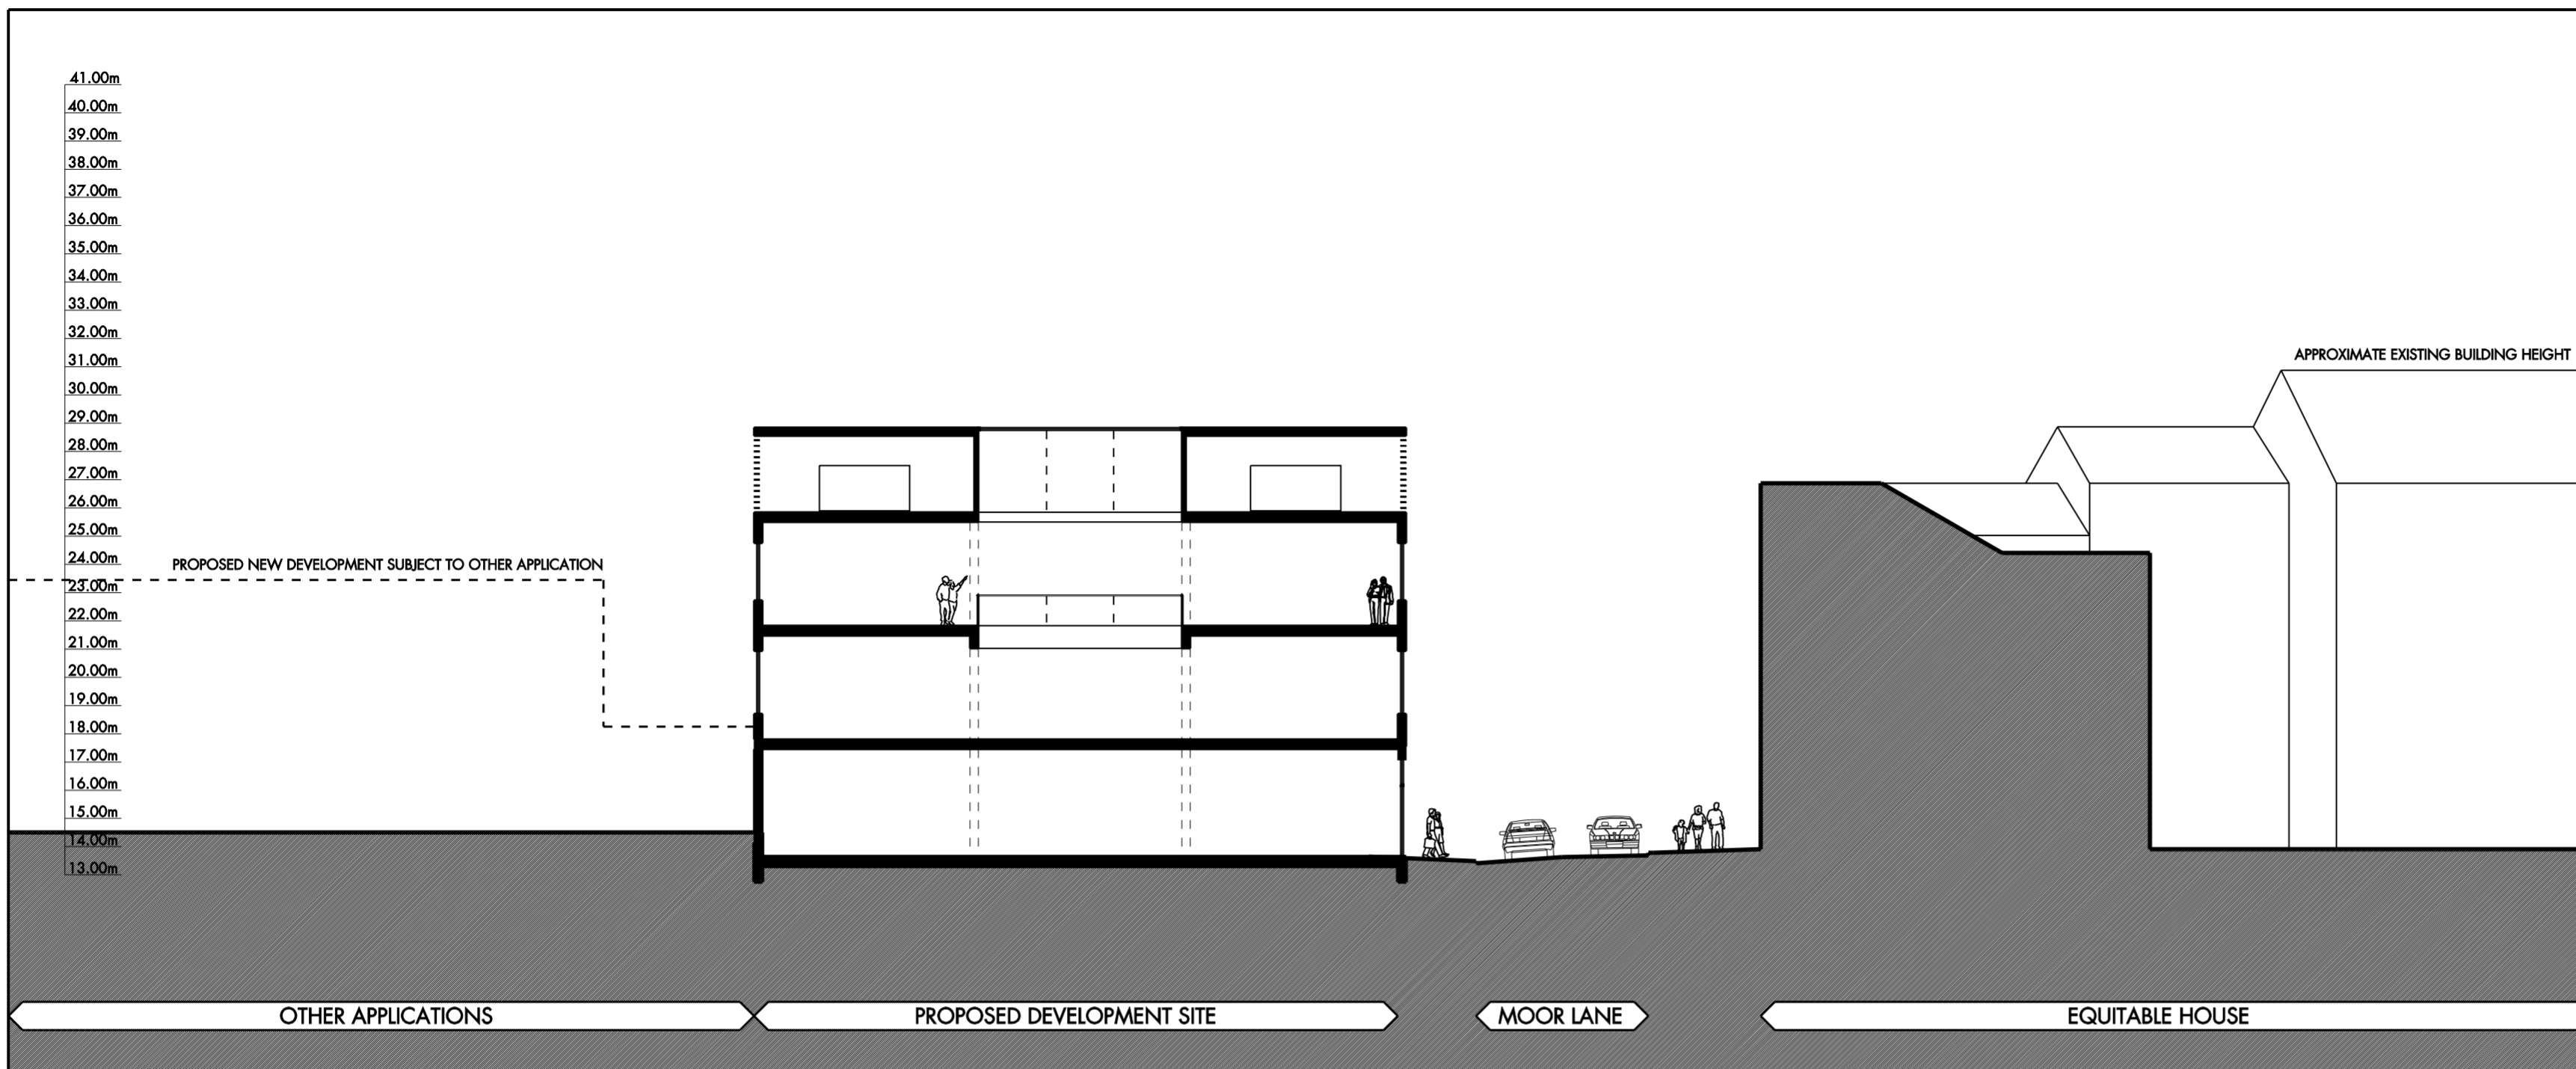 41.00m
40.00m
39.00m
38.00m
37.00m
36.00m
35.00m
34.00m
33.00m
32.00m
31.00m
30.00m
29.00m
28.00m
27.00m
26.00m
25.00m
24.00m
23.00m
22.00m
21.00m
20.00m
19.00m
18.00m
17.00m
16.00m
15.00m
14.00m
13.00m
APPROXIMATE EXISTING BUILDING HEIGHT
PROPOSED NEW DEVELOPMENT SUBJECT TO OTHER APPLICATION
OTHER APPLICATIONS
PROPOSED DEVELOPMENT SITE
MOOR LANE
EQUITABLE HOUSE